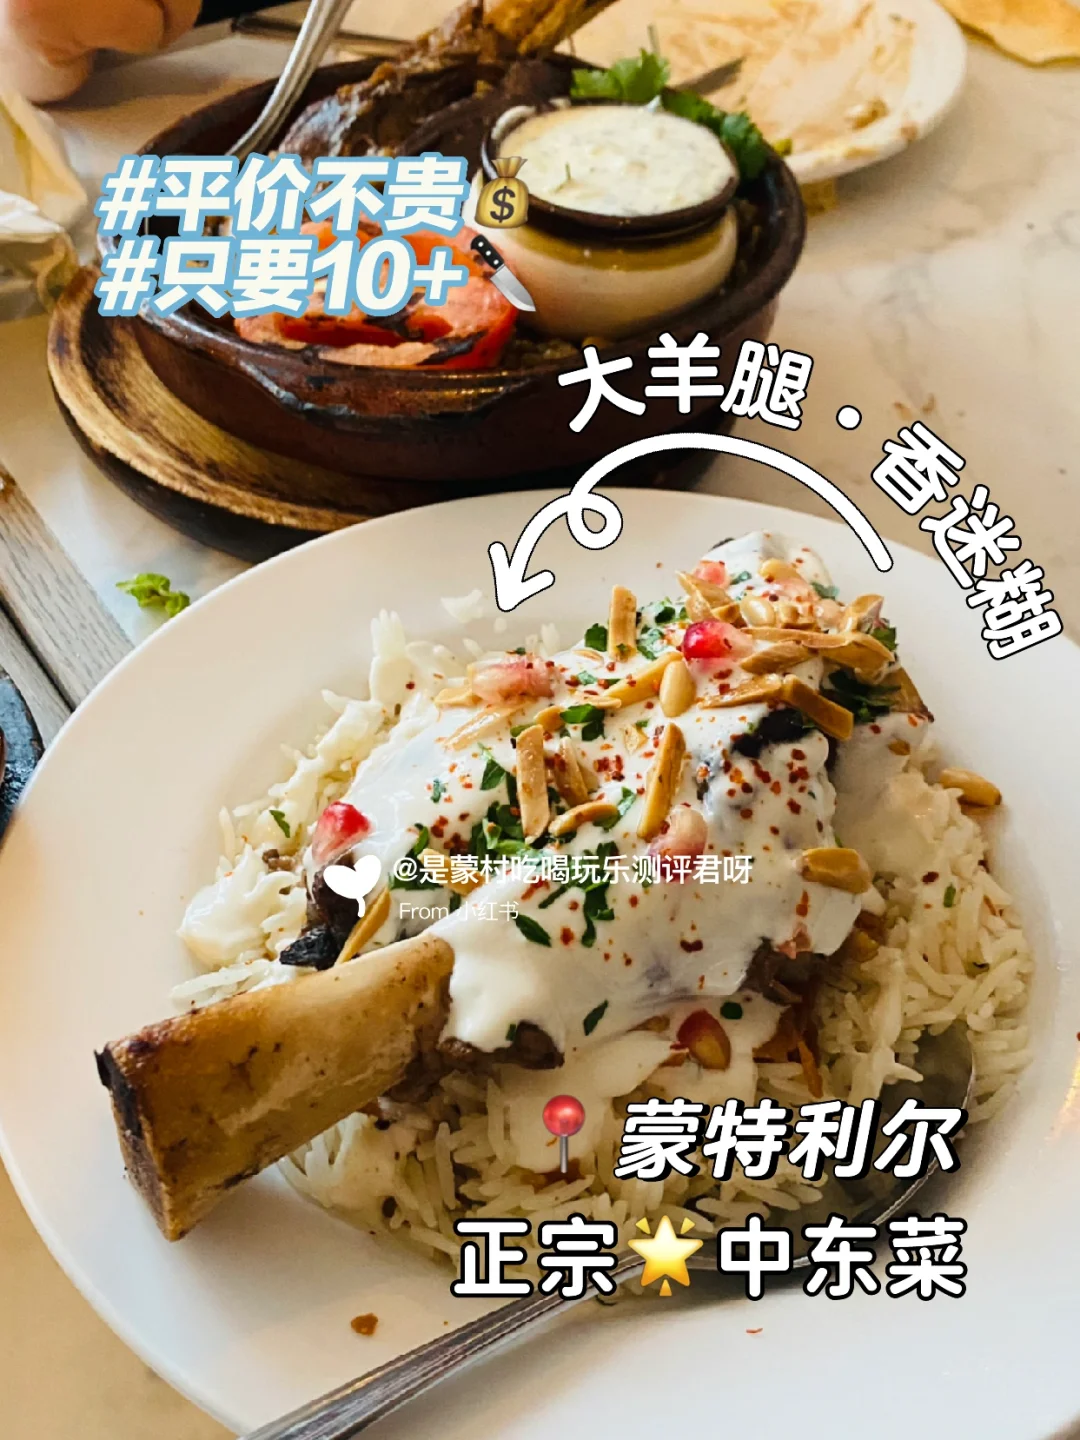 #平价不贵💰
#只要10+🔪
大羊腿·香迷糊
@是蒙村吃喝玩乐测评君呀
From 小红书
📍蒙特利尔
正宗🌟中东菜